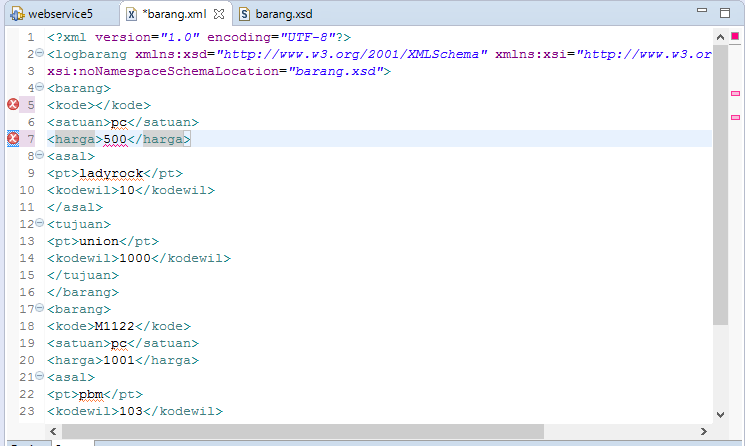 webservice5 *barang.xml barang.xsd
1 <?xml version="1.0" encoding="UTF-8"?>
2 <logbarang xmlns:xsd="http://www.w3.org/2001/XMLSchema" xmlns:xsi="http://www.w3.or
3 xsi:noNamespaceSchemaLocation="barang.xsd">
4 <barang>
5 <kode></kode>
6 <satuan>pc</satuan>
7 <harga>500</harga>
8 <asal>
9 <pt>ladyrock</pt>
10 <kodewil>10</kodewil>
11 </asal>
12 <tujuan>
13 <pt>union</pt>
14 <kodewil>1000</kodewil>
15 </tujuan>
16 </barang>
17 <barang>
18 <kode>M1122</kode>
19 <satuan>pc</satuan>
20 <harga>1001</harga>
21 <asal>
22 <pt>pbm</pt>
23 <kodewil>103</kodewil>